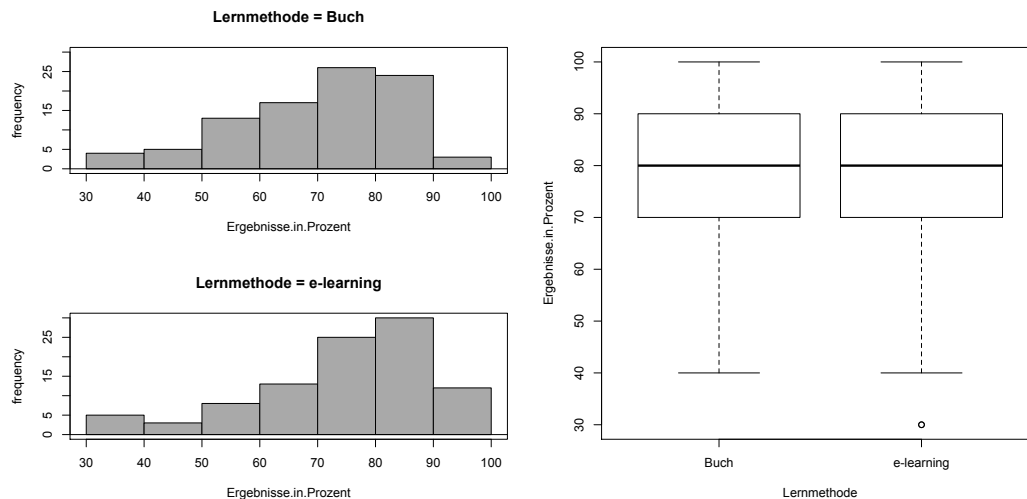 Lernmethode = Buch
frequency
25
15
5
0
30 40 50 60 70 80 90 100
Ergebnisse.in.Prozent
Lernmethode = e-learning
frequency
25
15
5
0
30 40 50 60 70 80 90 100
Ergebnisse.in.Prozent
Ergebnisse.in.Prozent
100
90
80
70
60
50
40
30
Buch e-learning
Lernmethode